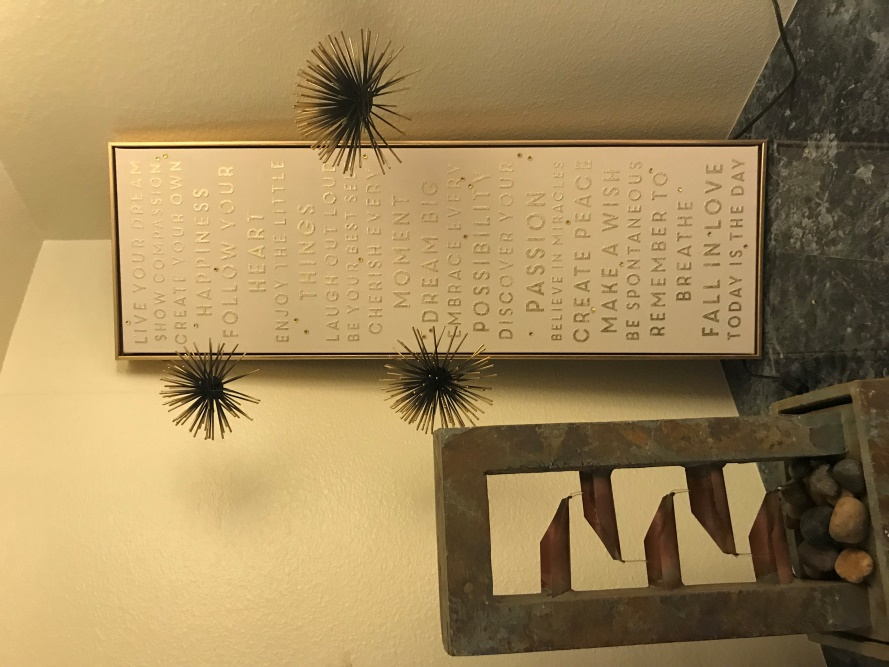 LIVE YOUR DREAM
SHOW COMPASSION
CREATE YOUR OWN
HAPPINESS
FOLLOW YOUR
HEART
ENJOY THE LITTLE
THINGS
LAUGH OUT LOUD
BE YOUR BEST SELF
CHERISH EVERY
MOMENT
DREAM BIG
EMBRACE EVERY
POSSIBILITY
DISCOVER YOUR
PASSION
BELIEVE IN MIRACLES
CREATE PEACE
MAKE A WISH
BE SPONTANEOUS
REMEMBER TO
BREATHE
FALL IN LOVE
TODAY IS THE DAY